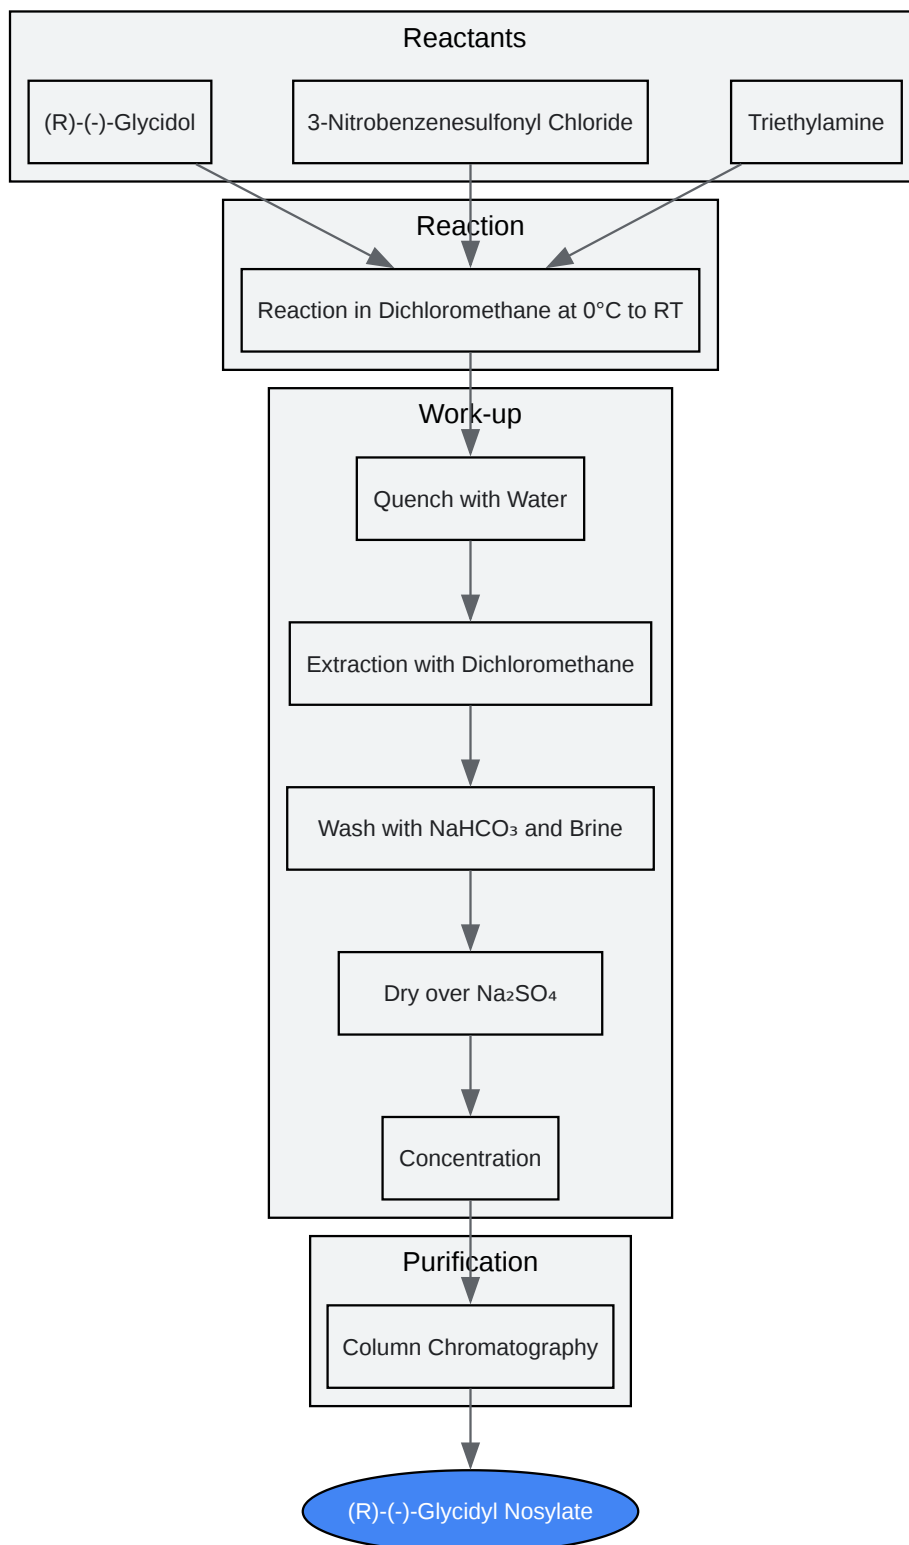 Reactants
(R)-(-)-Glycidol
3-Nitrobenzenesulfonyl Chloride
Triethylamine
Reaction
Reaction in Dichloromethane at 0°C to RT
Work-up
Quench with Water
Extraction with Dichloromethane
Wash with NaHCO₃ and Brine
Dry over Na₂SO₄
Concentration
Purification
Column Chromatography
(R)-(-)-Glycidyl Nosylate